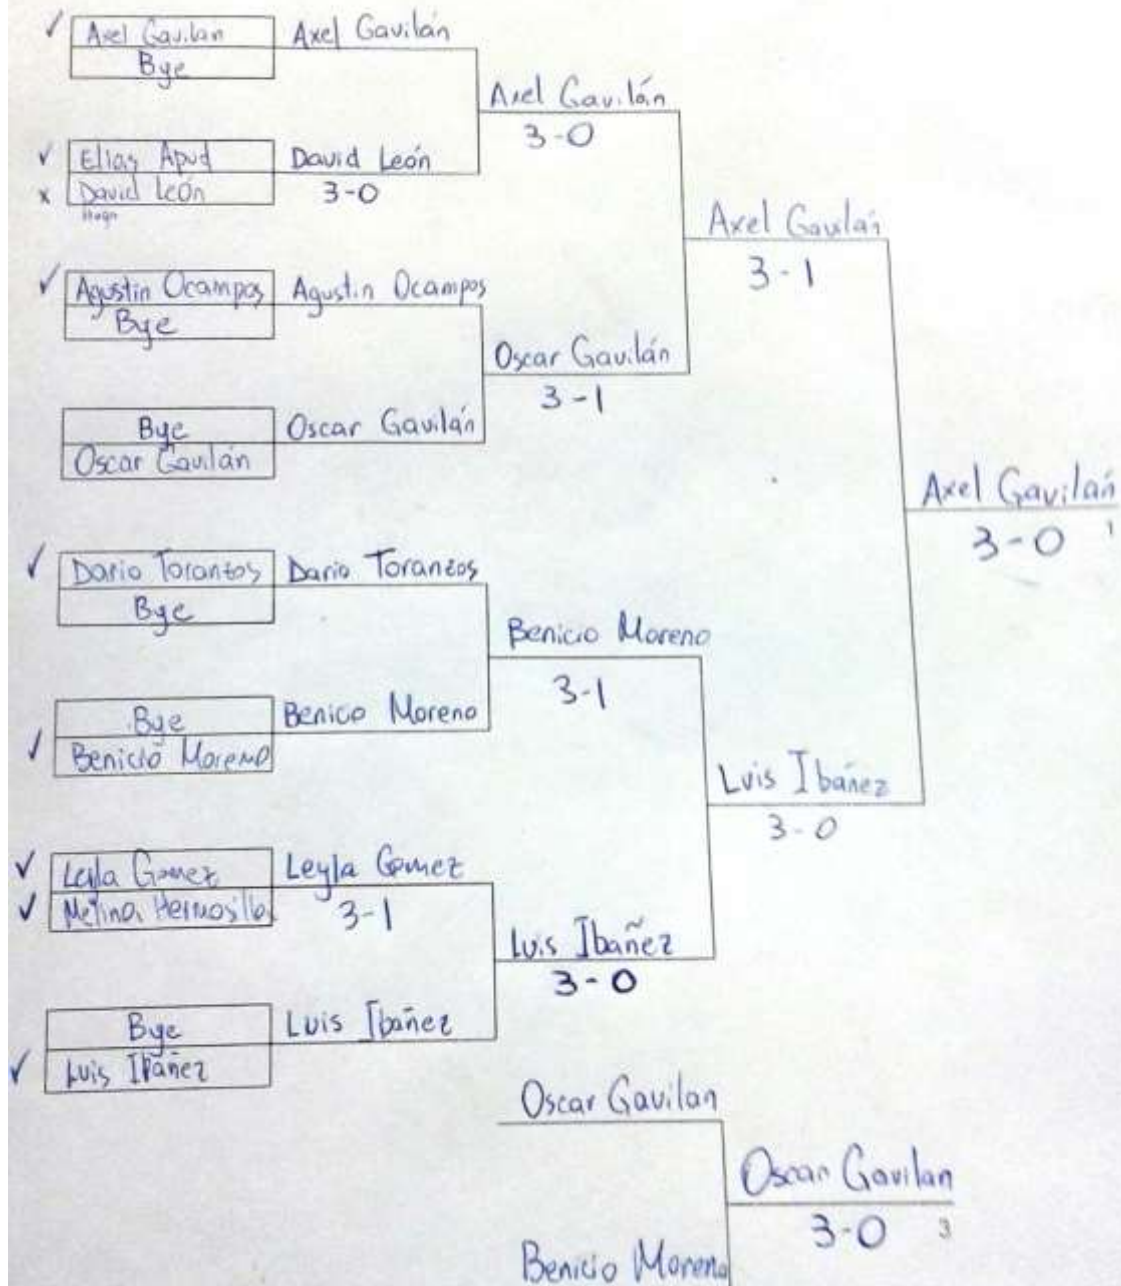 ✓ Axel Gavilan
Bye
Axel Gavilán
Axel Gavilán
3-0
✓ Elias Apud
x David León
David León
3-0
Axel Gavilán
3-1
✓ Agustin Ocampos
Bye
Agustin Ocampos
Oscar Gavilán
3-1
Bye
Oscar Gavilán
Oscar Gavilán
Axel Gavilán
3-0 1
✓ Dario Toranzos
Bye
Dario Toranzos
Benicio Moreno
3-1
Bye
✓ Benicio Moreno
Benico Moreno
Luis Ibañez
3-0
✓ Leyla Gomez
✓ Melina Hermosilla
Leyla Gomez
3-1
Luis Ibañez
3-0
Bye
✓ Luis Ibañez
Luis Ibañez
Oscar Gavilan
Oscar Gavilan
3-0 3
Benicio Moreno